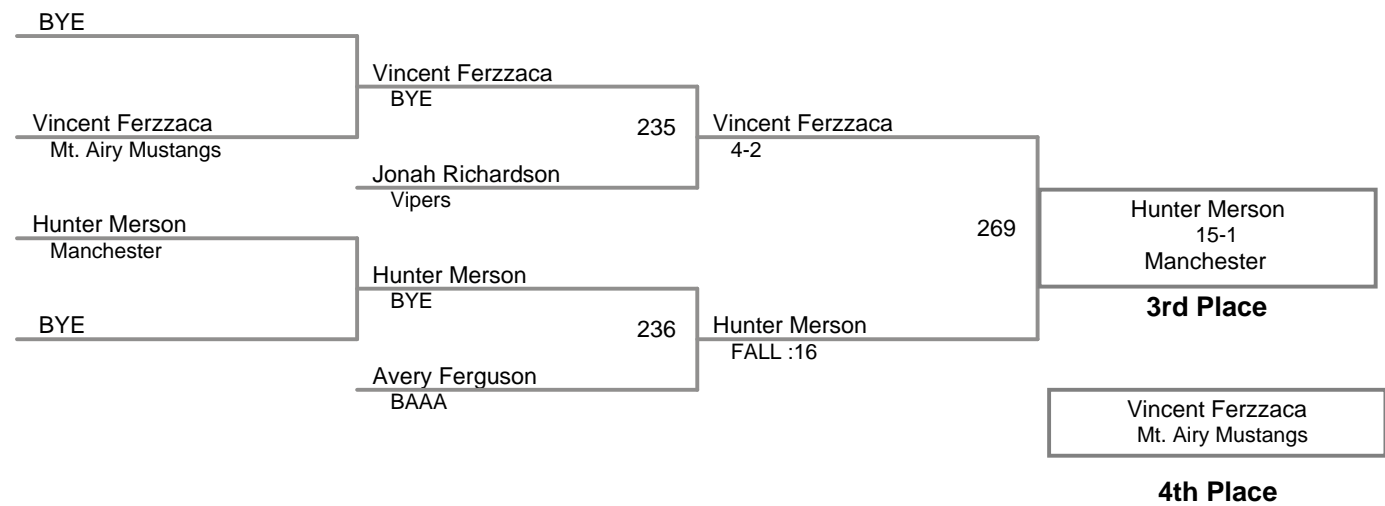 BYE
Vincent Ferzzaca
BYE
Vincent Ferzzaca
Mt. Airy Mustangs
235
Vincent Ferzzaca
4-2
Jonah Richardson
Vipers
Hunter Merson
Manchester
269
Hunter Merson
15-1
Manchester
3rd Place
Hunter Merson
BYE
BYE
236
Hunter Merson
FALL :16
Avery Ferguson
BAAA
Vincent Ferzzaca
Mt. Airy Mustangs
4th Place